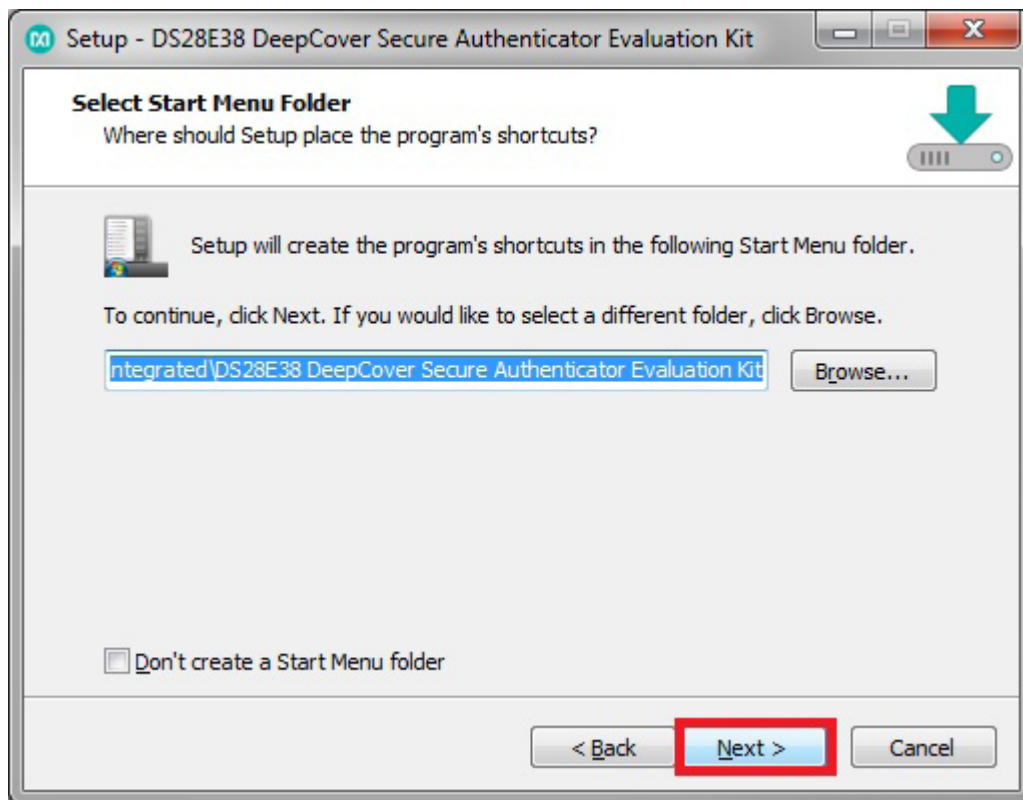 Setup - DS28E38 DeepCover Secure Authenticator Evaluation Kit
Select Start Menu Folder
Where should Setup place the program's shortcuts?
Setup will create the program's shortcuts in the following Start Menu folder.
To continue, click Next. If you would like to select a different folder, click Browse.
ntegrated\DS28E38 DeepCover Secure Authenticator Evaluation Kit Browse...
Don't create a Start Menu folder
< Back Next > Cancel